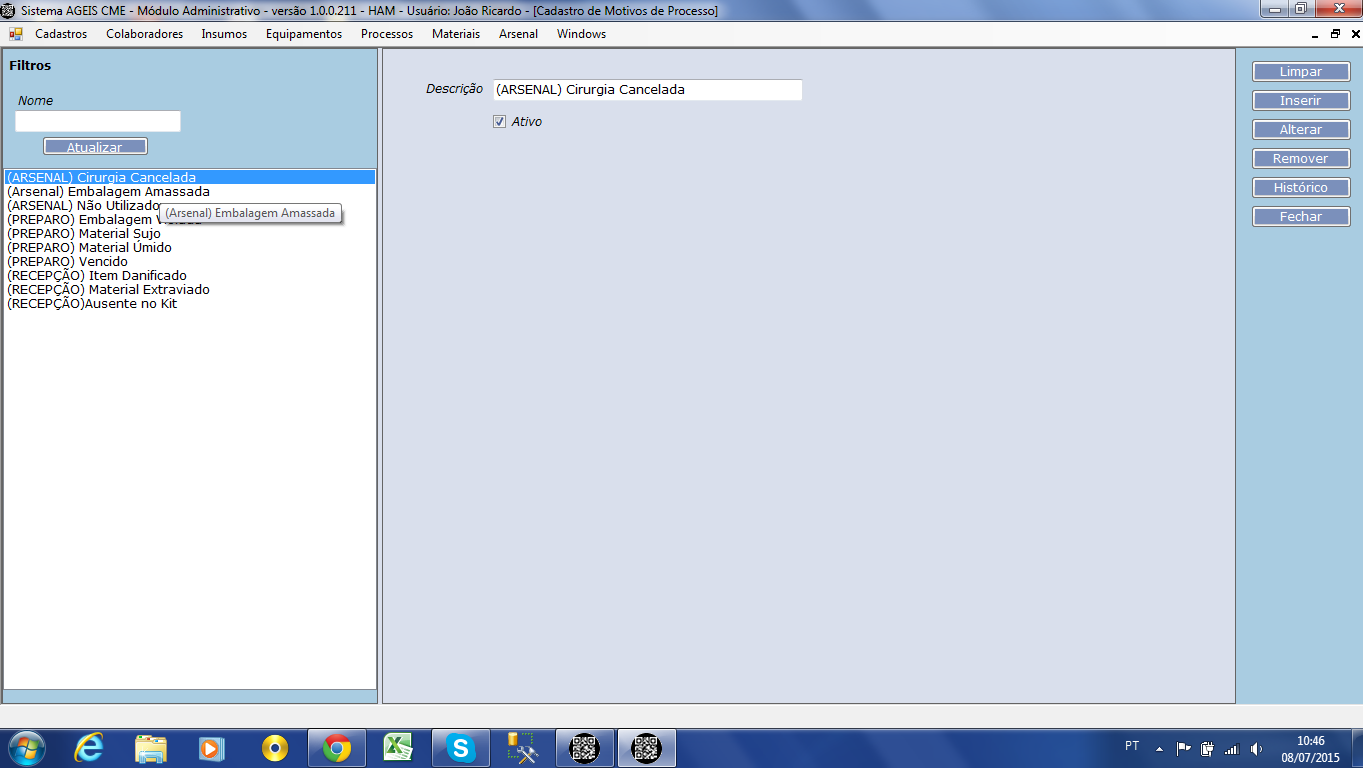 Sistema AGEIS CME - Módulo Administrativo - versão 1.0.0.211 - HAM - Usuário: João Ricardo - [Cadastro de Motivos de Processo]
Cadastros Colaboradores Insumos Equipamentos Processos Materiais Arsenal Windows
Filtros
Nome
Atualizar
(ARSENAL) Cirurgia Cancelada
(Arsenal) Embalagem Amassada
(ARSENAL) Não Utilizado
(Arsenal) Embalagem Amassada
(PREPARO) Embalagem
(PREPARO) Material Sujo
(PREPARO) Material Úmido
(PREPARO) Vencido
(RECEPÇÃO) Item Danificado
(RECEPÇÃO) Material Extraviado
(RECEPÇÃO)Ausente no Kit
Descrição (ARSENAL) Cirurgia Cancelada
Ativo
Limpar
Inserir
Alterar
Remover
Histórico
Fechar
PT
10:46
08/07/2015